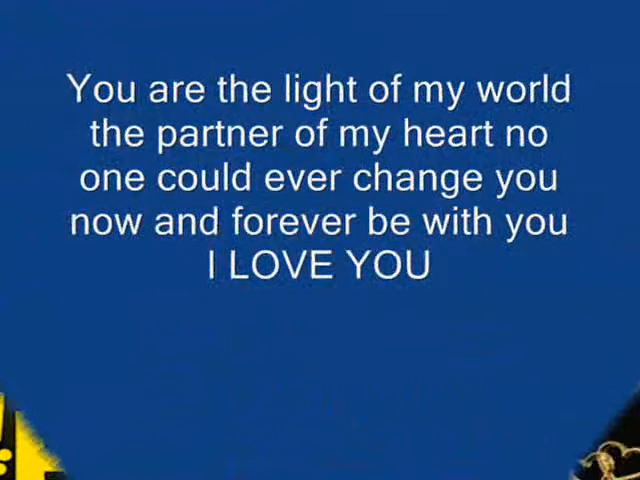 You are the light of my world
the partner of my heart no
one could ever change you
now and forever be with you
I LOVE YOU